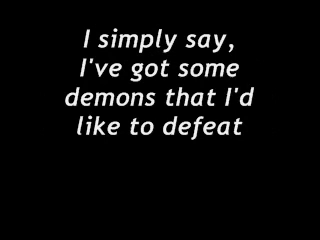 I simply say,
I've got some
demons that I'd
like to defeat